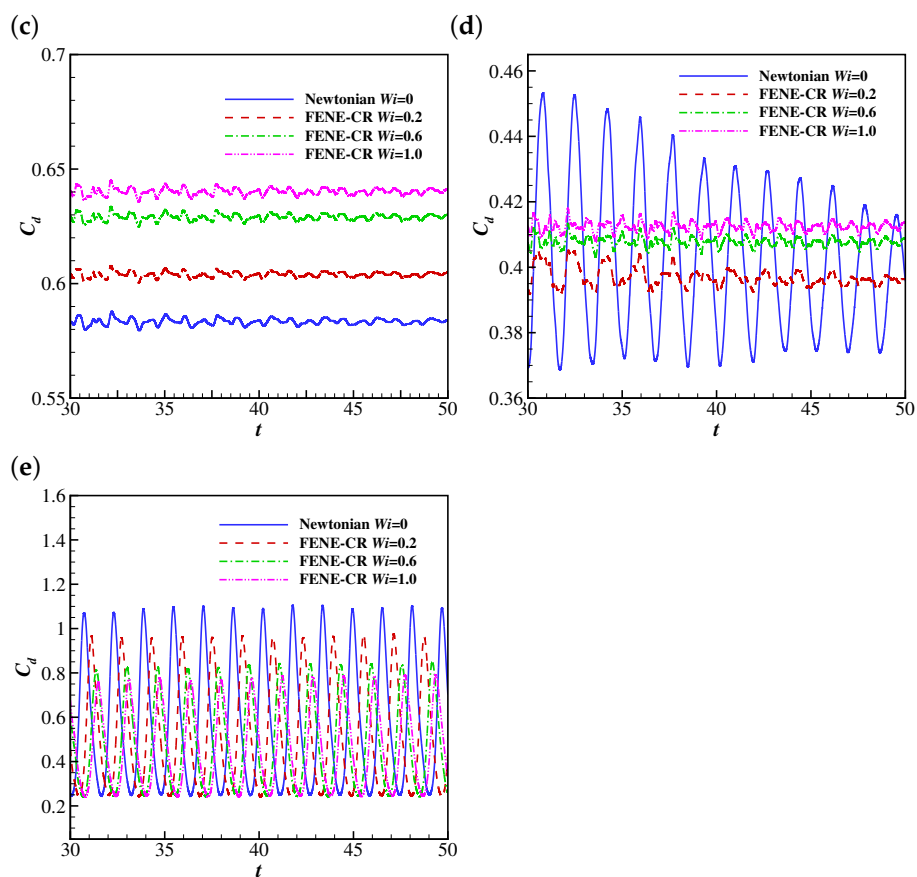 (c)
0.7
0.65
0.6
0.55
C_d
30 35 40 45 50
t
Newtonian Wi=0
FENE-CR Wi=0.2
FENE-CR Wi=0.6
FENE-CR Wi=1.0
(d)
0.46
0.44
0.42
0.4
0.38
0.36
C_d
30 35 40 45 50
t
Newtonian Wi=0
FENE-CR Wi=0.2
FENE-CR Wi=0.6
FENE-CR Wi=1.0
(e)
1.6
1.4
1.2
1
0.8
0.6
0.4
0.2
C_d
30 35 40 45 50
t
Newtonian Wi=0
FENE-CR Wi=0.2
FENE-CR Wi=0.6
FENE-CR Wi=1.0